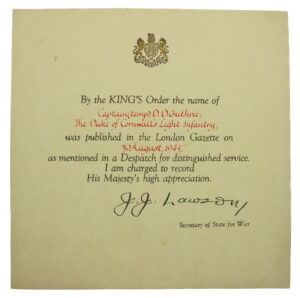 By the KING'S Order the name of
Captain(temp) D. D. Guthrie,
The Duke of Cornwall's Light Infantry,
was published in the London Gazette on
30 August, 1945.
as mentioned in a Despatch for distinguished service.
I am charged to record
His Majesty's high appreciation.
J. J. Lawson
Secretary of State for War